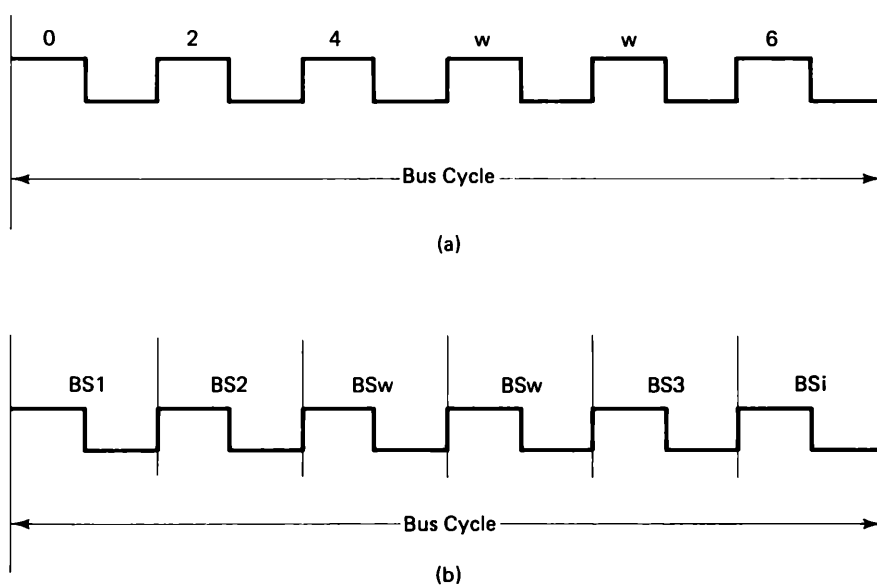 0 2 4 w w 6
Bus Cycle
(a)
BS1 BS2 BSw BSw BS3 BSi
Bus Cycle
(b)